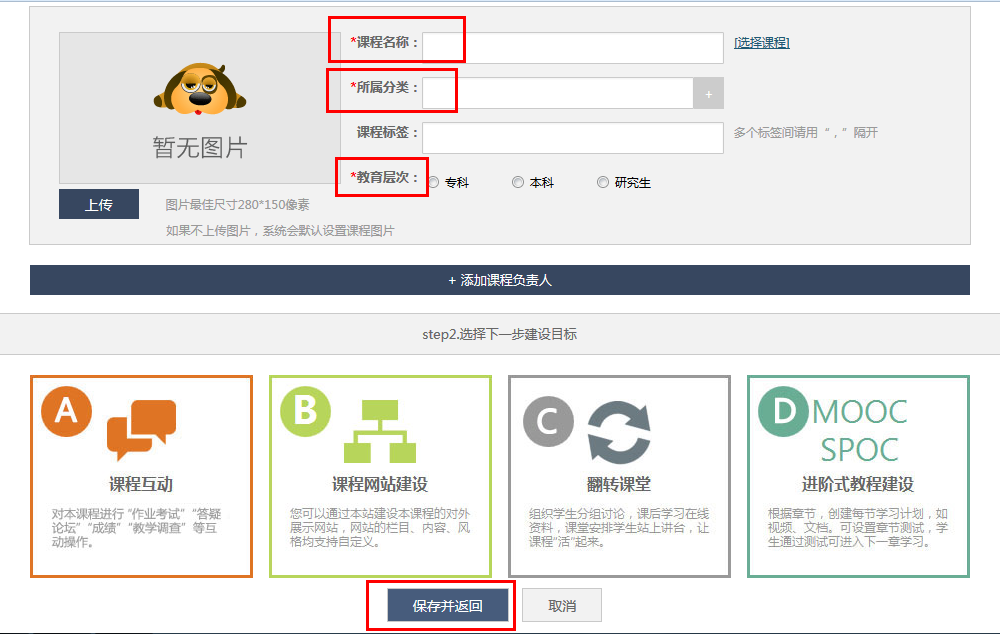 *课程名称：
[选择课程]
*所属分类：
+
暂无图片
课程标签：
多个标签间请用 “，” 隔开
*教育层次：
专科 本科 研究生
上传
图片最佳尺寸280*150像素
如果不上传图片，系统会默认设置课程图片
+ 添加课程负责人
step2.选择下一步建设目标
A
课程互动
对本课程进行 “作业考试” “答疑
论坛” “成绩” “教学调查” 等互
动操作。
B
课程网站建设
您可以通过本站建设本课程的对外
展示网站，网站的栏目、内容、风
格均支持自定义。
C
翻转课堂
组织学生分组讨论，课后学习在线
资料，课堂安排学生站上讲台，让
课程“活”起来。
D MOOC
SPOC
进阶式教程建设
根据章节，创建每节学习计划，如
视频、文档。可设置章节测试，学
生通过测试可进入下一章学习。
保存并返回
取消